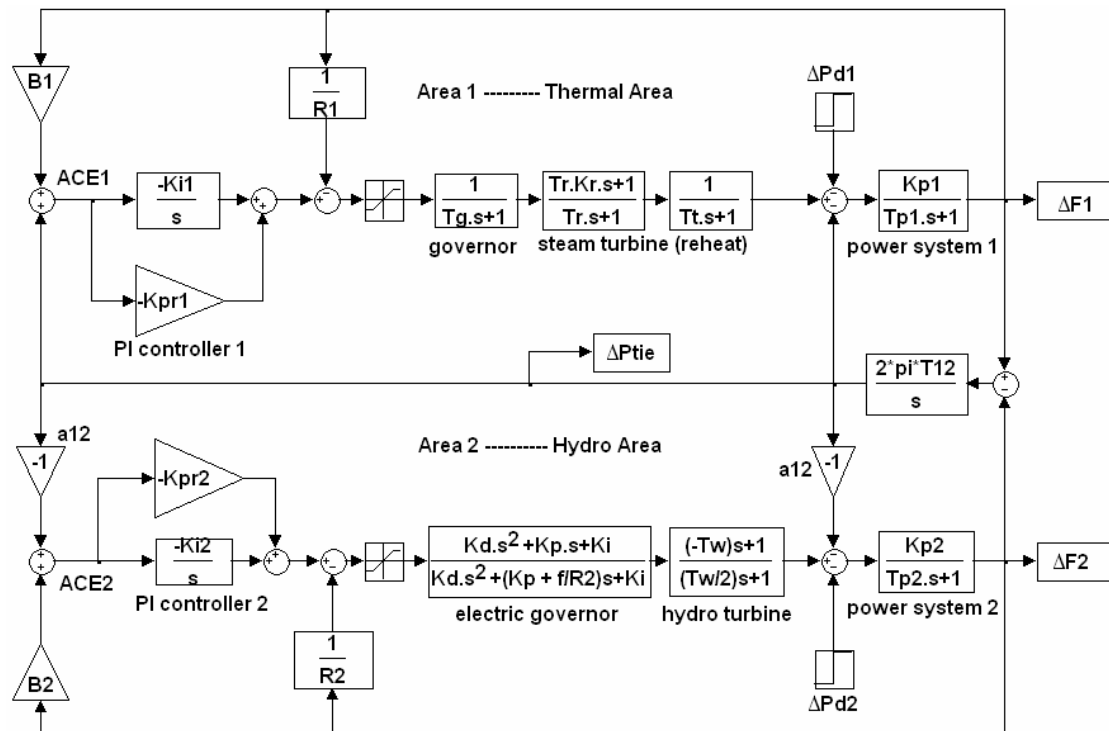 B1
1
R1
Area 1 --------- Thermal Area
ΔPd1
ACE1
-Ki1
s
1
Tg.s+1
governor
Tr.Kr.s+1
Tr.s+1
1
Tt.s+1
steam turbine (reheat)
Kp1
Tp1.s+1
power system 1
ΔF1
-Kpr1
PI controller 1
ΔPtie
2*pi*T12
s
a12
-1
Area 2 ---------- Hydro Area
a12
-1
-Kpr2
ACE2
-Ki2
s
PI controller 2
Kd.s²+Kp.s+Ki
Kd.s²+(Kp + f/R2)s+Ki
electric governor
(-Tw)s+1
(Tw/2)s+1
hydro turbine
Kp2
Tp2.s+1
power system 2
ΔF2
B2
1
R2
ΔPd2